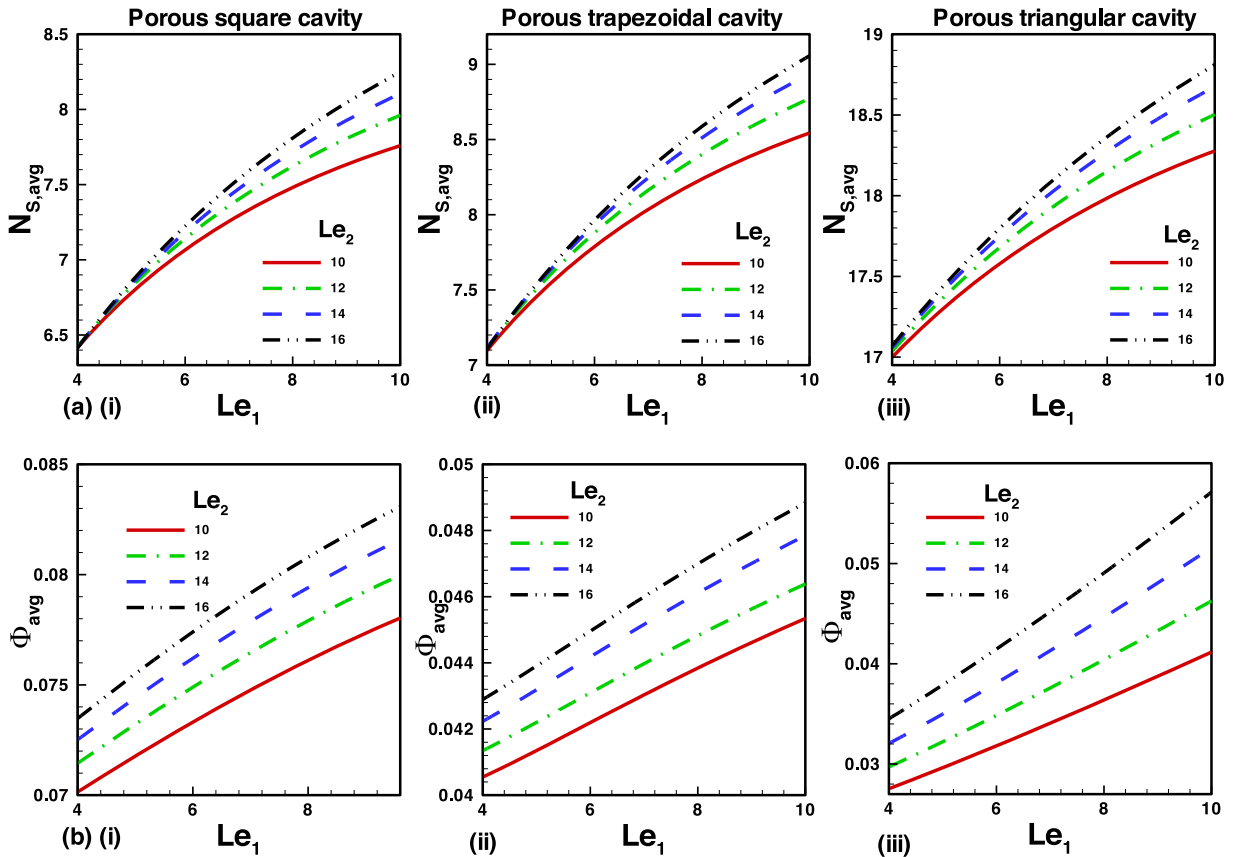 Porous square cavity
Porous trapezoidal cavity
Porous triangular cavity
8.5
8
7.5
7
6.5
N_S,avg
Le_2
10
12
14
16
4
6
8
10
(a) (i)
Le_1
9
8.5
8
7.5
7
N_S,avg
Le_2
10
12
14
16
4
6
8
10
(ii)
Le_1
19
18.5
18
17.5
17
N_S,avg
Le_2
10
12
14
16
4
6
8
10
(iii)
Le_1
0.085
0.08
0.075
0.07
Φ_avg
Le_2
10
12
14
16
4
6
8
(b) (i)
Le_1
0.05
0.048
0.046
0.044
0.042
0.04
Φ_avg
Le_2
10
12
14
16
4
6
8
10
(ii)
Le_1
0.06
0.05
0.04
0.03
Φ_avg
Le_2
10
12
14
16
4
6
8
10
(iii)
Le_1